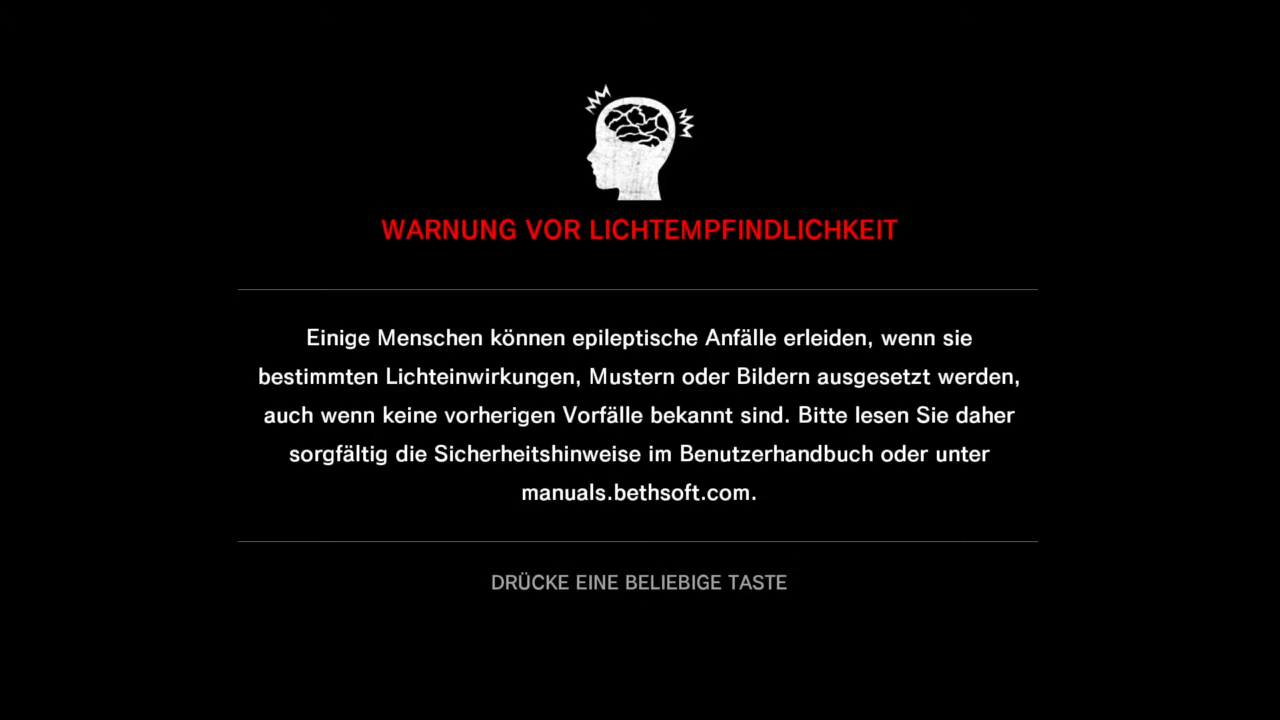 WARNUNG VOR LICHTEMPFINDLICHKEIT
Einige Menschen können epileptische Anfälle erleiden, wenn sie
bestimmten Lichteinwirkungen, Mustern oder Bildern ausgesetzt werden,
auch wenn keine vorherigen Vorfälle bekannt sind. Bitte lesen Sie daher
sorgfältig die Sicherheitshinweise im Benutzerhandbuch oder unter
manuals.bethsoft.com.
DRÜCKE EINE BELIEBIGE TASTE